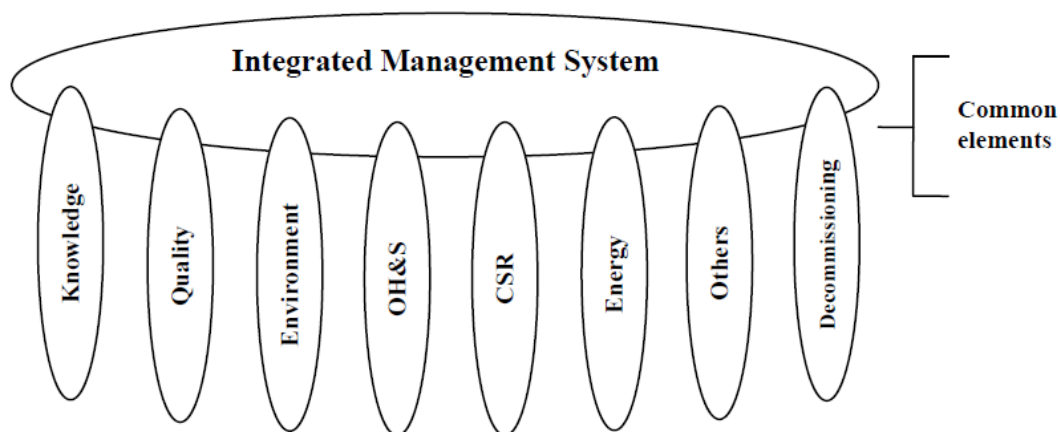 Integrated Management System
Common
elements
Knowledge
Quality
Environment
OH&S
CSR
Energy
Others
Decommissioning